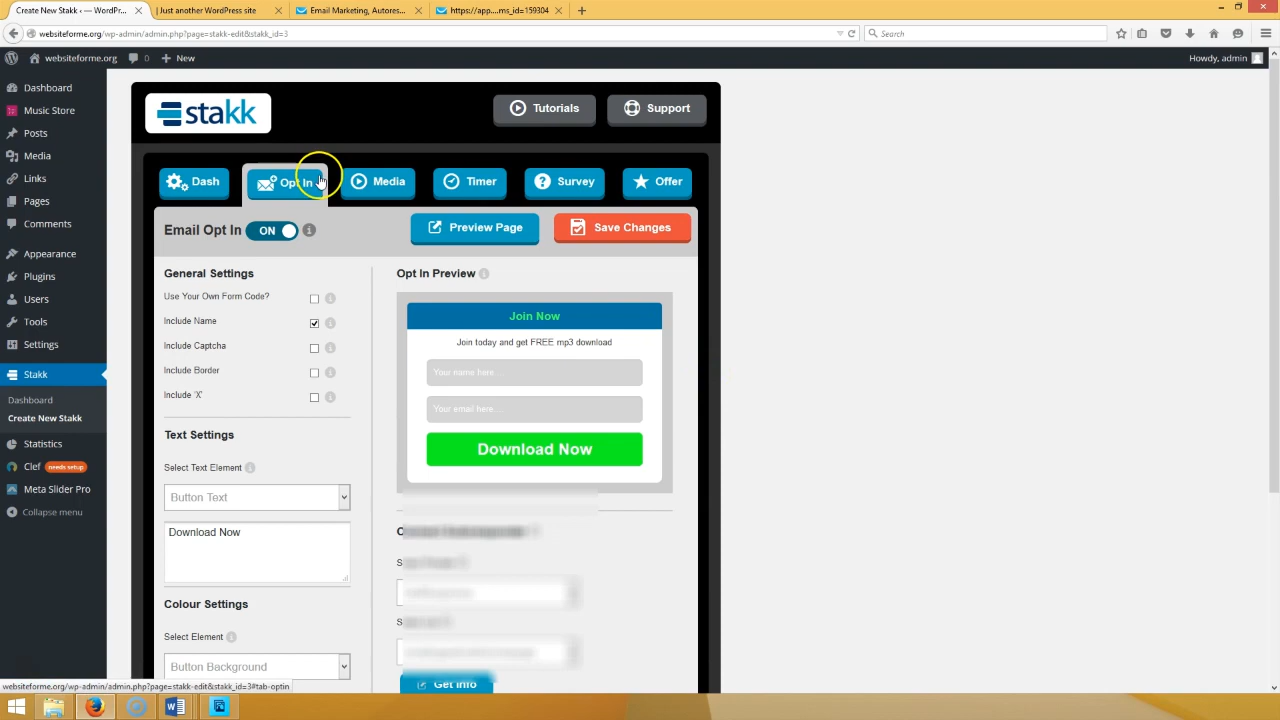 Create New Stakk ‹ — WordPr...
| Just another WordPress site
Email Marketing, Autores...
https://app....ms_id=159304
websiteforme.org/wp-admin/admin.php?page=stakk-edit&stakk_id=3
Search
websiteforme.org
0
New
Howdy, admin
Dashboard
Music Store
Posts
Media
Links
Pages
Comments
Appearance
Plugins
Users
Tools
Settings
Stakk
Dashboard
Create New Stakk
Statistics
Clef needs setup
Meta Slider Pro
Collapse menu
stakk
Tutorials
Support
Dash
Opt In
Media
Timer
Survey
Offer
Email Opt In
ON
Preview Page
Save Changes
General Settings
Use Your Own Form Code?
Include Name
Include Captcha
Include Border
Include 'X'
Text Settings
Select Text Element
Button Text
Download Now
Colour Settings
Select Element
Button Background
Opt In Preview
Join Now
Join today and get FREE mp3 download
Your name here...
Your email here...
Download Now
Get Info
websiteforme.org/wp-admin/admin.php?page=stakk-edit&stakk_id=3#tab-optin